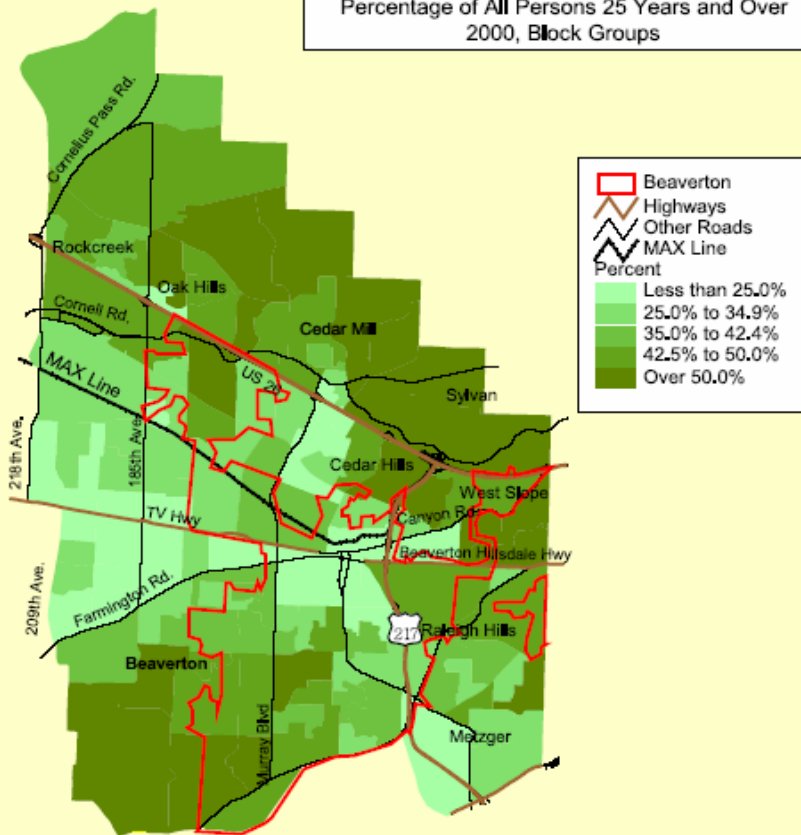 Percentage of All Persons 25 Years and Over
2000, Block Groups
Beaverton
Highways
Other Roads
MAX Line
Percent
Less than 25.0%
25.0% to 34.9%
35.0% to 42.4%
42.5% to 50.0%
Over 50.0%
Cornelius Pass Rd.
Rockcreek
Oak Hills
Cornell Rd.
Cedar Mill
MAX Line
US 26
Sylvan
218th Ave.
185th Ave.
Cedar Hills
West Slope
TV Hwy
Canyon Rd.
Beaverton Hillsdale Hwy
209th Ave.
Farmington Rd.
217
Raleigh Hills
Beaverton
Murray Blvd
Metzger